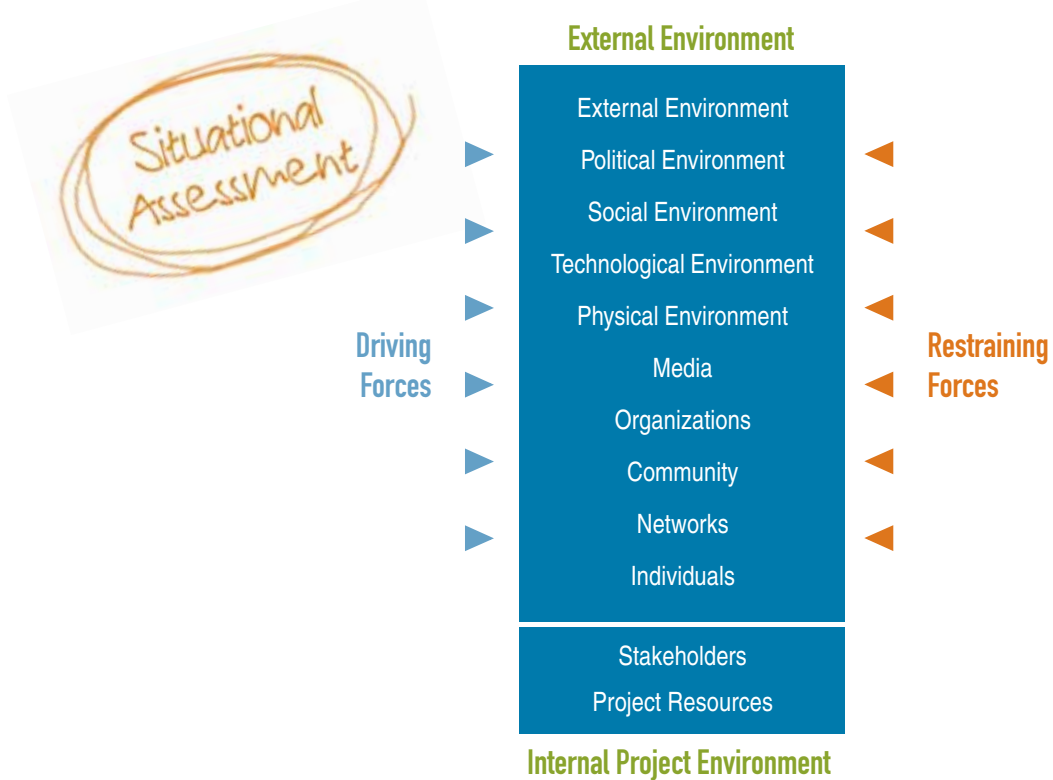 Situational
Assessment
External Environment
External Environment
Political Environment
Social Environment
Technological Environment
Physical Environment
Media
Organizations
Community
Networks
Individuals
Driving
Forces
Restraining
Forces
Stakeholders
Project Resources
Internal Project Environment